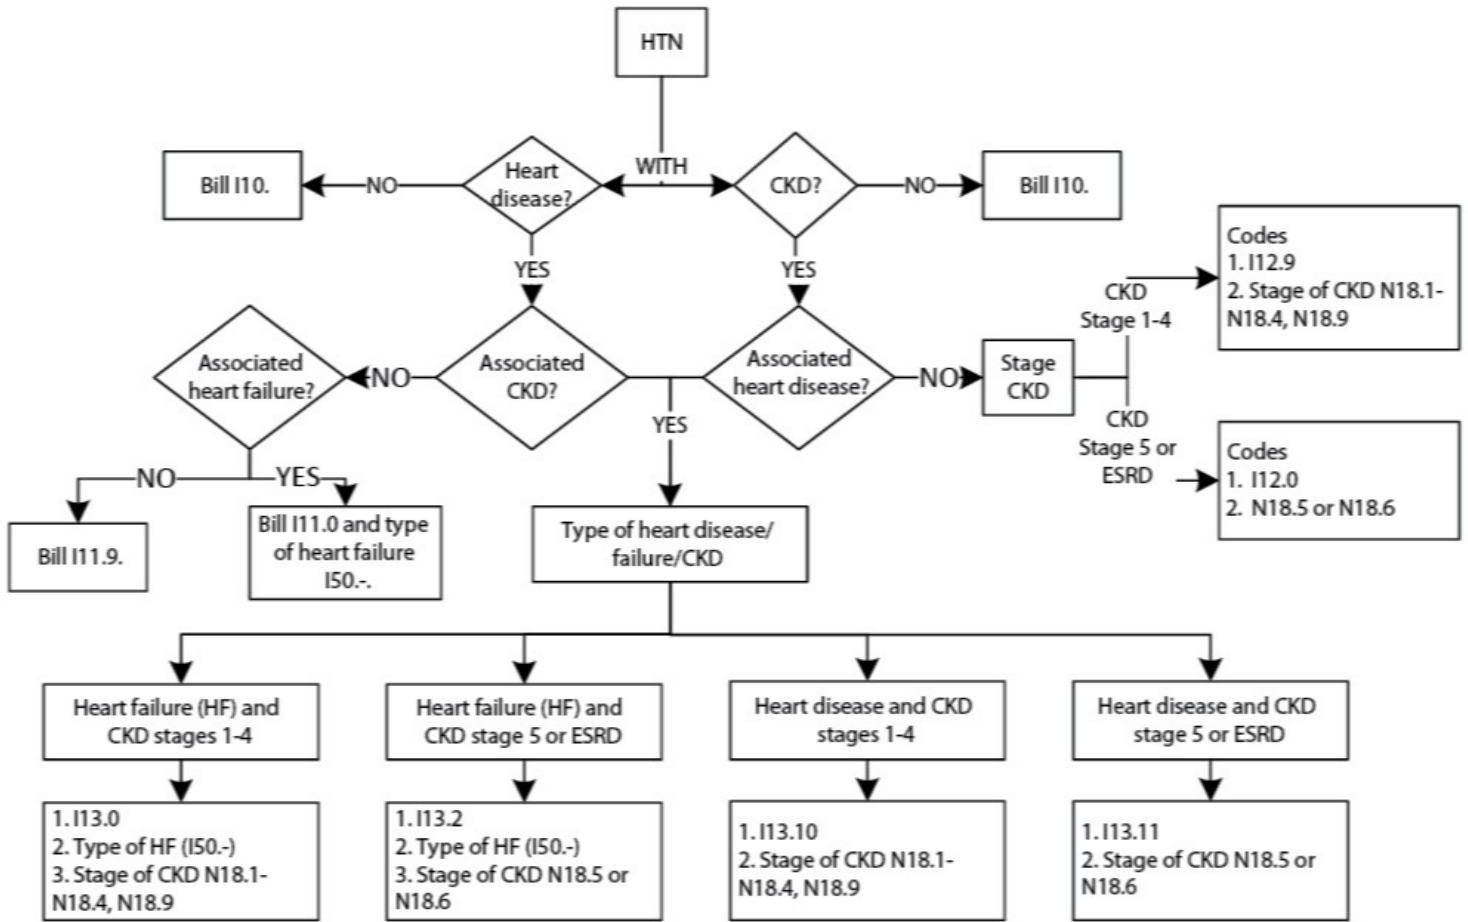 HTN
WITH
Heart
disease?
NO
Bill I10.
CKD?
NO
Bill I10.
YES
YES
Associated
heart failure?
NO
Associated
CKD?
YES
Associated
heart disease?
NO
Stage
CKD
CKD
Stage 1-4
Codes
1. I12.9
2. Stage of CKD N18.1-
N18.4, N18.9
CKD
Stage 5 or
ESRD
Codes
1. I12.0
2. N18.5 or N18.6
NO
YES
Bill I11.9.
Bill I11.0 and type
of heart failure
I50.-.
Type of heart disease/
failure/CKD
Heart failure (HF) and
CKD stages 1-4
Heart failure (HF) and
CKD stage 5 or ESRD
Heart disease and CKD
stages 1-4
Heart disease and CKD
stage 5 or ESRD
1. I13.0
2. Type of HF (I50.-)
3. Stage of CKD N18.1-
N18.4, N18.9
1. I13.2
2. Type of HF (I50.-)
3. Stage of CKD N18.5 or
N18.6
1. I13.10
2. Stage of CKD N18.1-
N18.4, N18.9
1. I13.11
2. Stage of CKD N18.5 or
N18.6